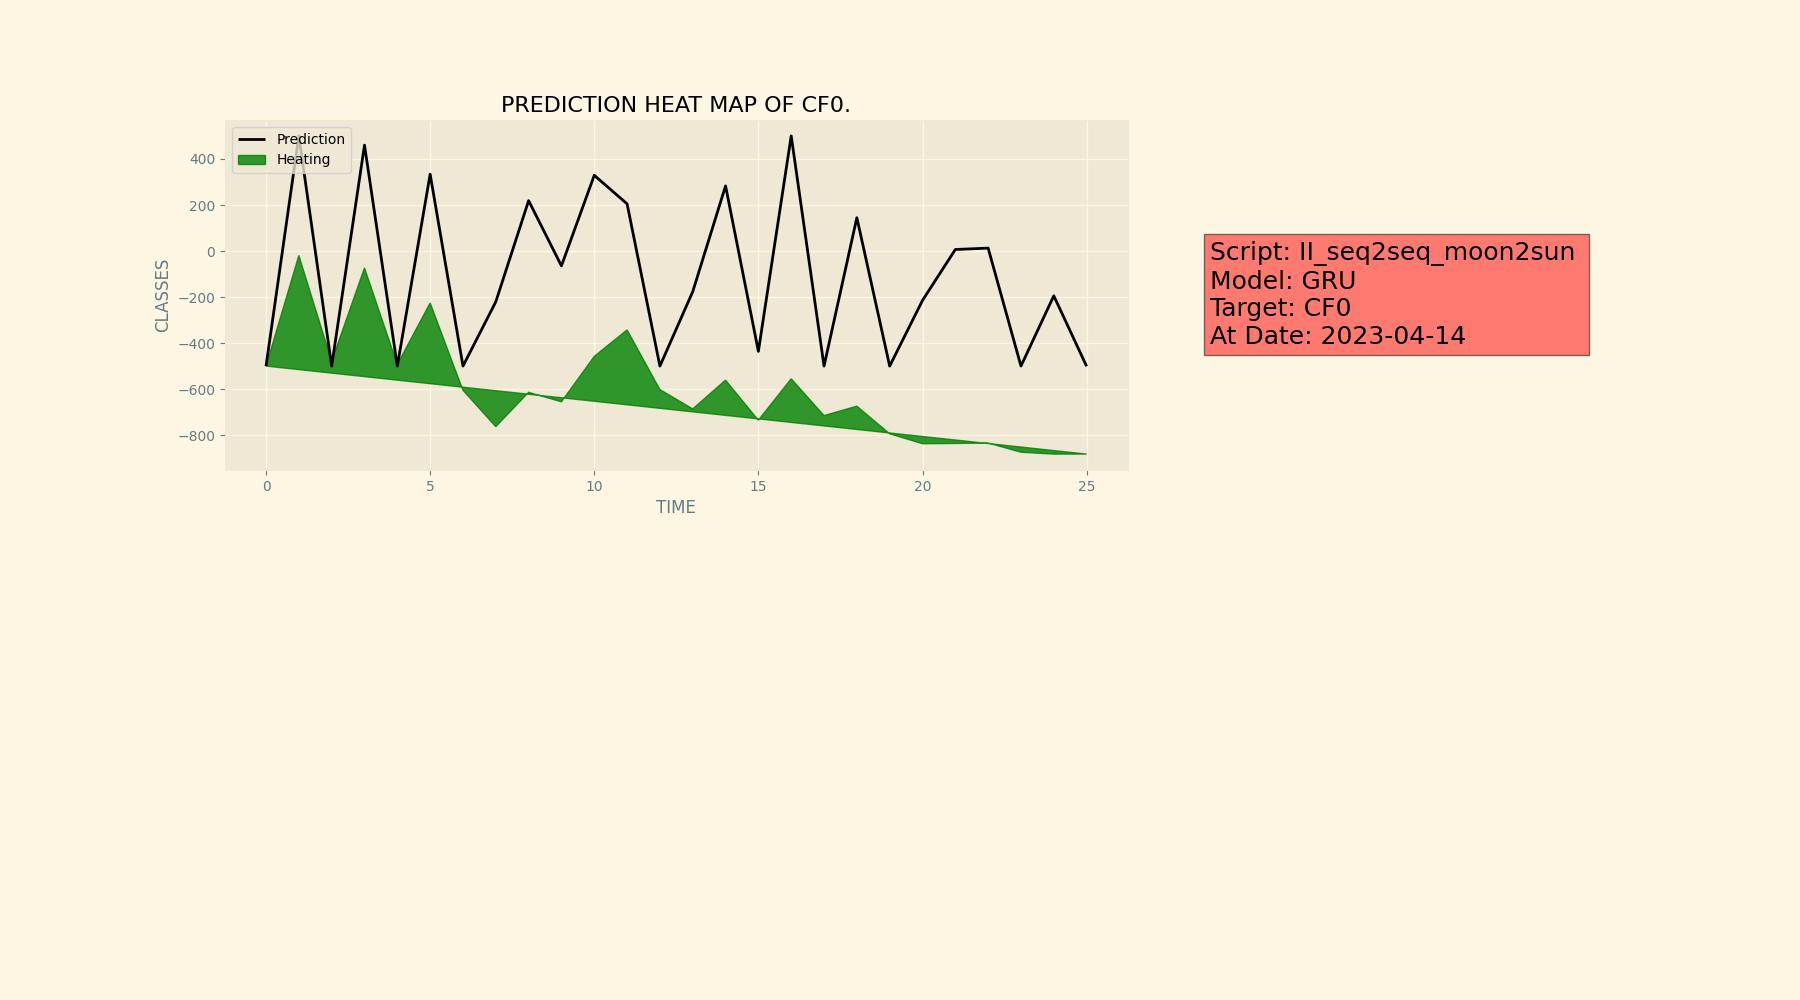 PREDICTION HEAT MAP OF CF0.
Prediction
Heating
400
200
0
−200
−400
−600
−800
CLASSES
0 5 10 15 20 25
TIME
Script: II_seq2seq_moon2sun
Model: GRU
Target: CF0
At Date: 2023-04-14